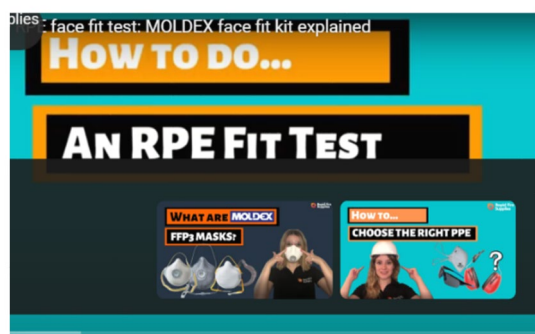 plies
PE face fit test: MOLDEX face fit kit explained
HOW TO DO...
AN RPE FIT TEST
WHAT ARE MOLDEX
FFP3 MASKS?
HOW TO...
CHOOSE THE RIGHT PPE
?